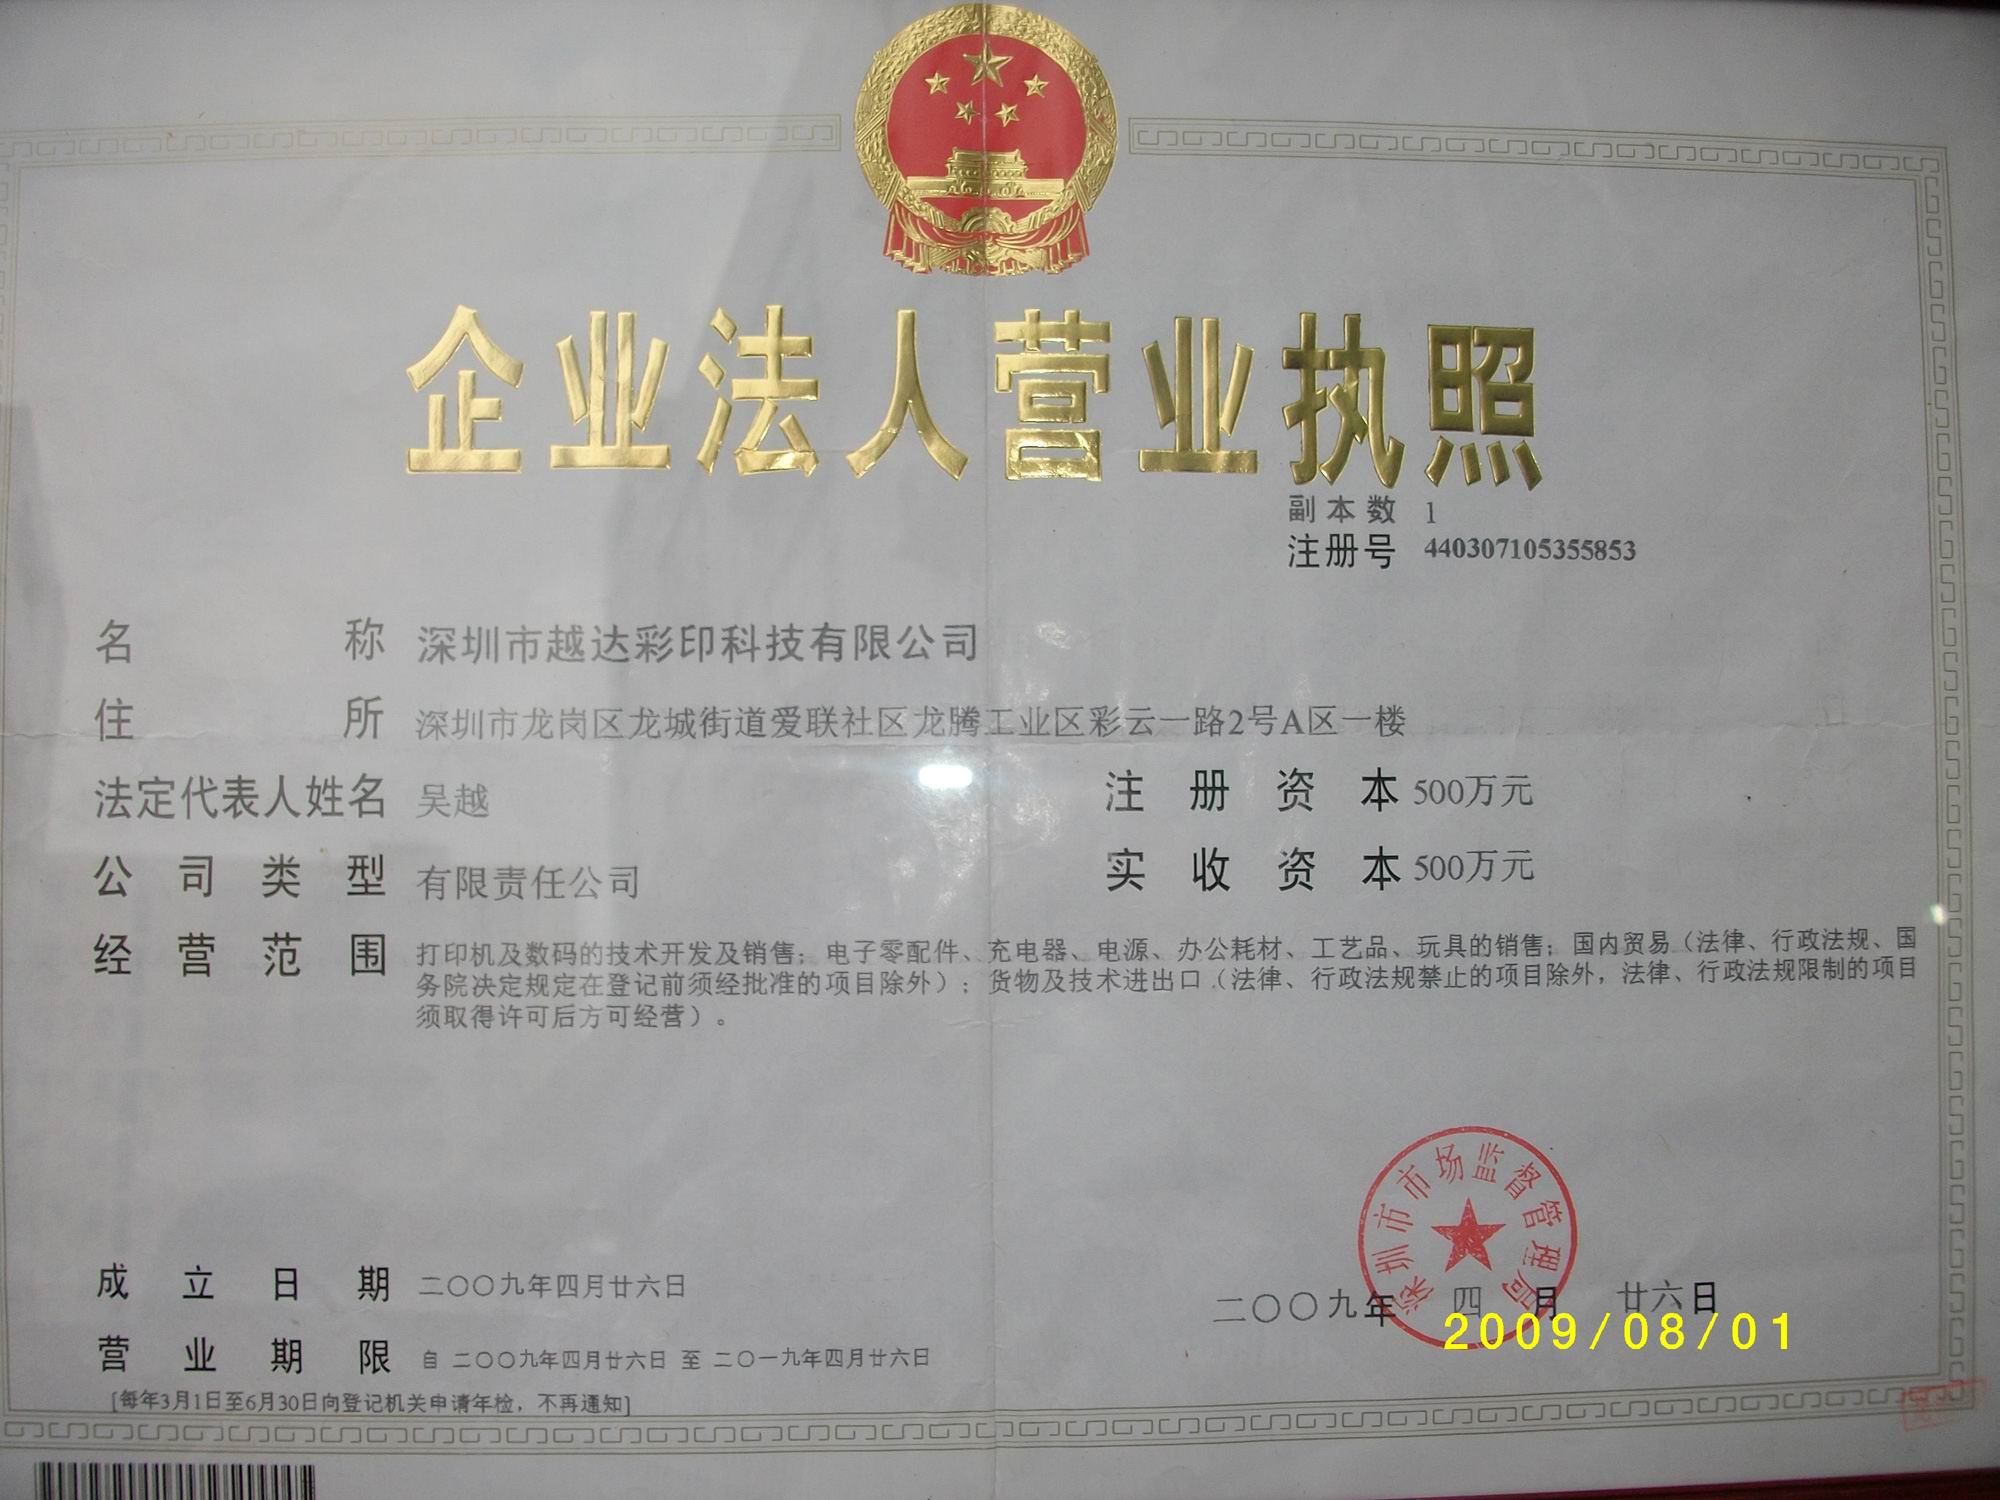 企业法人营业执照
副本数 1
注册号 440307105355853
名称 深圳市越达彩印科技有限公司
住所 深圳市龙岗区龙城街道爱联社区龙腾工业区彩云一路2号A区一楼
法定代表人姓名 吴越
注册资本 500万元
公司类型 有限责任公司
实收资本 500万元
经营范围 打印机及数码的技术开发及销售；电子零配件、充电器、电源、办公耗材、工艺品、玩具的销售；国内贸易（法律、行政法规、国
务院决定规定在登记前须经批准的项目除外）；货物及技术进出口（法律、行政法规禁止的项目除外，法律、行政法规限制的项目
须取得许可后方可经营）。
深圳市市场监督管理局
成立日期 二〇〇九年四月廿六日
二〇〇九年 四 月 廿六日
2009/08/01
营业期限 自 二〇〇九年四月廿六日 至 二〇一九年四月廿六日
[每年3月1日至6月30日向登记机关申请年检，不再通知]